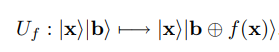 U_f : |𝐱⟩|𝐛⟩ ⟼ |𝐱⟩|𝐛 ⊕ f(𝐱)⟩